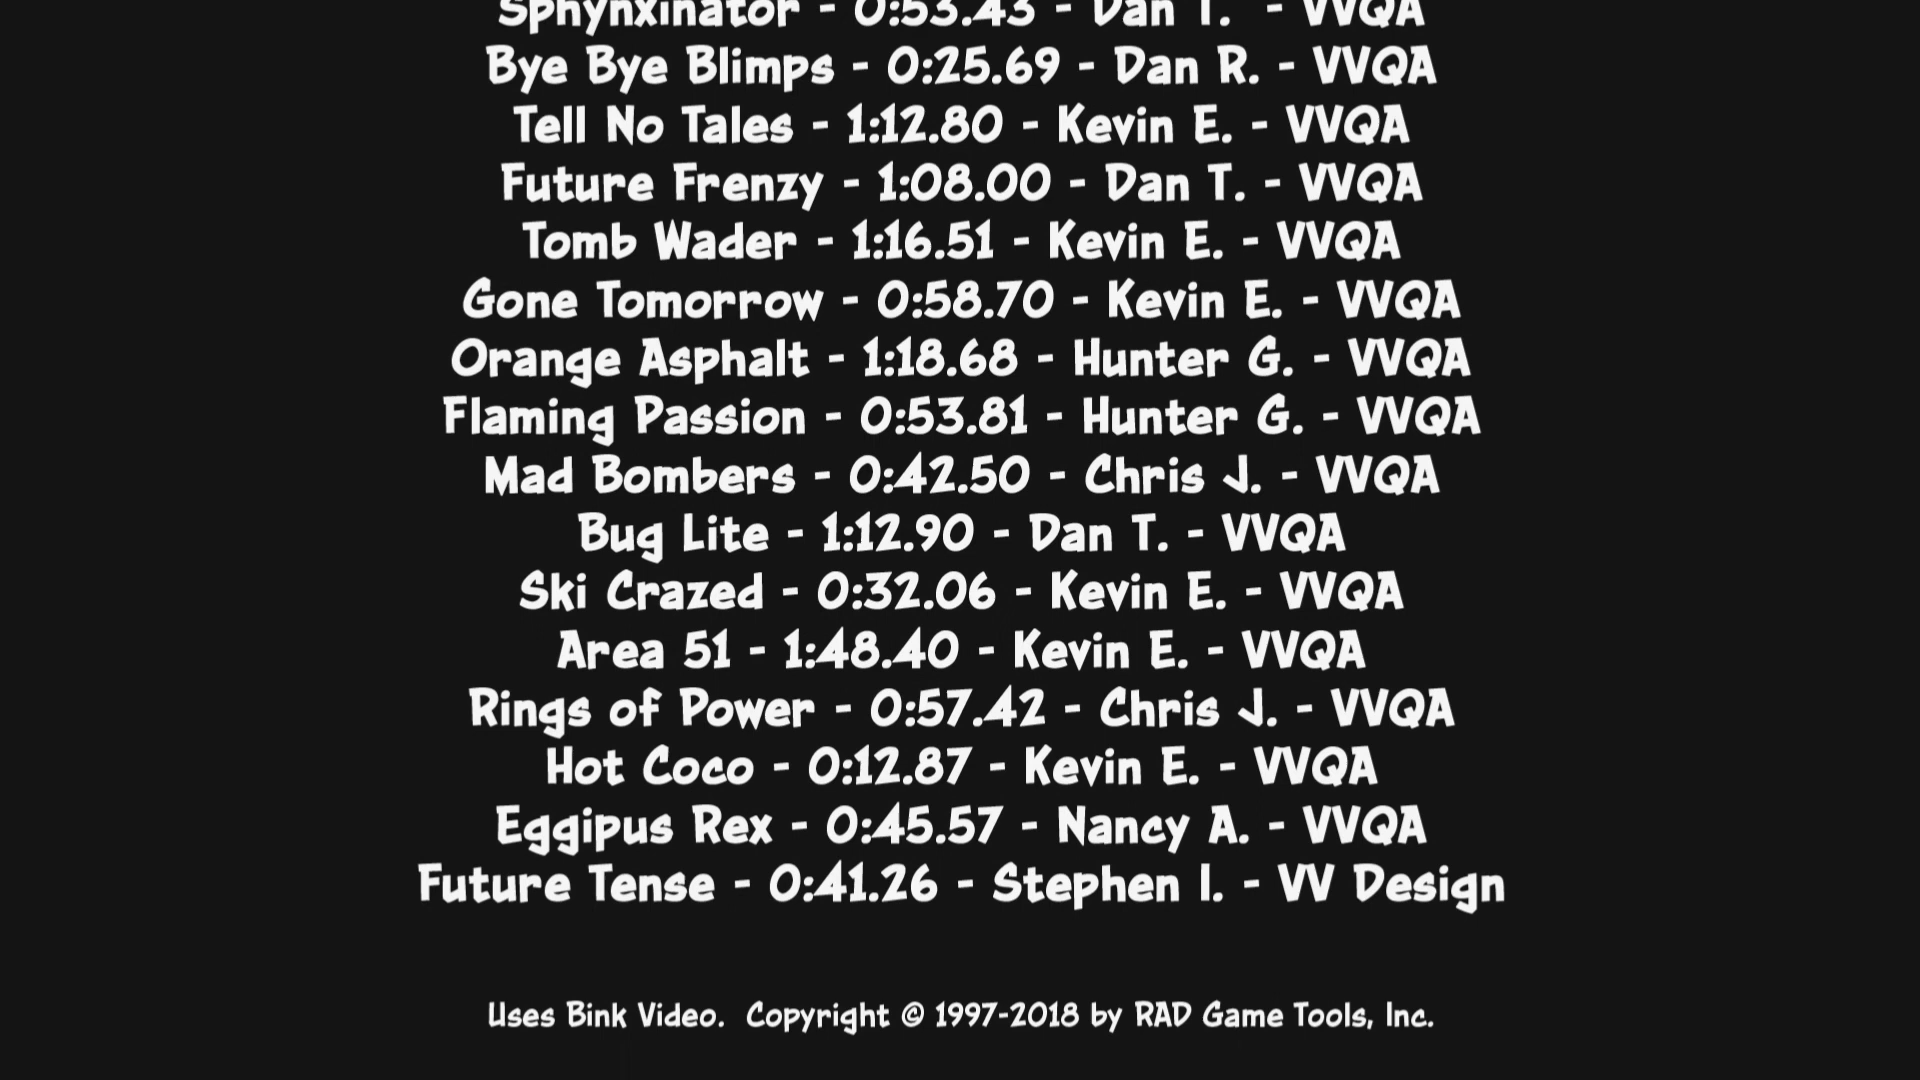 Sphynxinator - 0:53.43 - Dan T. - VVQA
Bye Bye Blimps - 0:25.69 - Dan R. - VVQA
Tell No Tales - 1:12.80 - Kevin E. - VVQA
Future Frenzy - 1:08.00 - Dan T. - VVQA
Tomb Wader - 1:16.51 - Kevin E. - VVQA
Gone Tomorrow - 0:58.70 - Kevin E. - VVQA
Orange Asphalt - 1:18.68 - Hunter G. - VVQA
Flaming Passion - 0:53.81 - Hunter G. - VVQA
Mad Bombers - 0:42.50 - Chris J. - VVQA
Bug Lite - 1:12.90 - Dan T. - VVQA
Ski Crazed - 0:32.06 - Kevin E. - VVQA
Area 51 - 1:48.40 - Kevin E. - VVQA
Rings of Power - 0:57.42 - Chris J. - VVQA
Hot Coco - 0:12.87 - Kevin E. - VVQA
Eggipus Rex - 0:45.57 - Nancy A. - VVQA
Future Tense - 0:41.26 - Stephen I. - VV Design
Uses Bink Video. Copyright © 1997-2018 by RAD Game Tools, Inc.